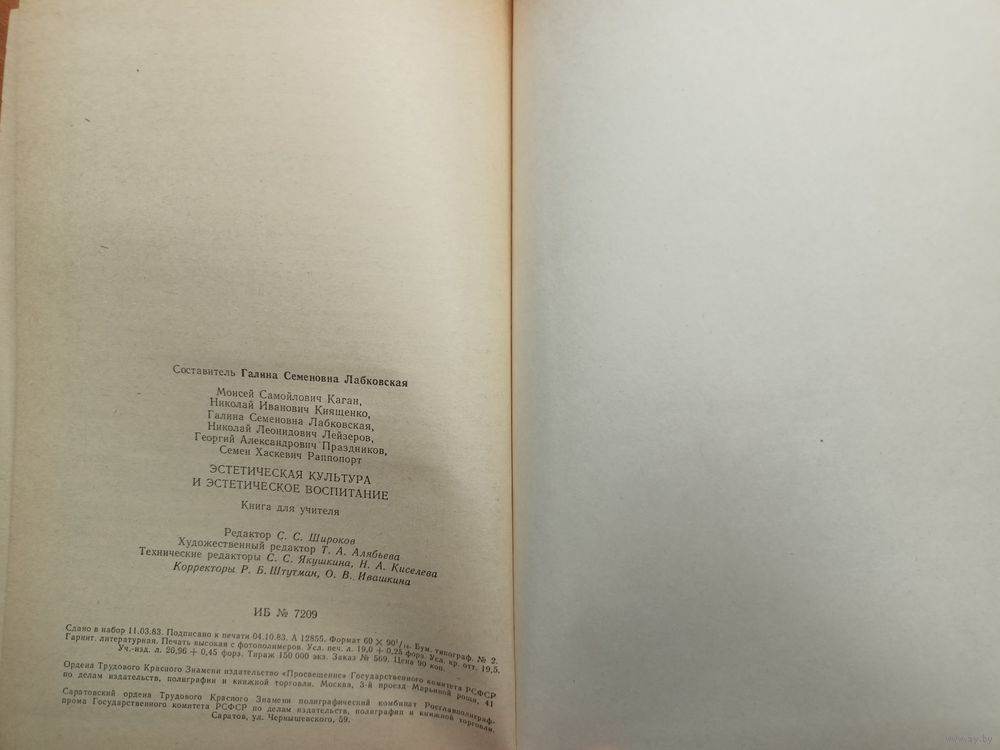 Составитель Галина Семеновна Лабковская
Моисей Самойлович Каган,
Николай Иванович Киященко,
Галина Семеновна Лабковская,
Николай Леонидович Лейзеров,
Георгий Александрович Праздников,
Семен Хаскевич Раппопорт
ЭСТЕТИЧЕСКАЯ КУЛЬТУРА
И ЭСТЕТИЧЕСКОЕ ВОСПИТАНИЕ
Книга для учителя
Редактор С. С. Широков
Художественный редактор Т. А. Алябьева
Технические редакторы С. С. Якушкина, Н. А. Киселева
Корректоры Р. Б. Штутман, О. В. Ивашкина
ИБ № 7209
Сдано в набор 11.03.83. Подписано к печати 04.10.83. А 12855. Формат 60 × 90¹/₁₆. Бум. типограф. № 2.
Гарнит. литературная. Печать высокая с фотополимеров. Усл. печ. л. 19,0 + 0,25 форз. Усл. кр. отт. 19,5.
Уч.-изд. л. 20,96 + 0,45 форз. Тираж 150 000 экз. Заказ № 569. Цена 90 коп.
Ордена Трудового Красного Знамени издательство «Просвещение» Государственного комитета РСФСР
по делам издательств, полиграфии и книжной торговли. Москва, 3-й проезд Марьиной рощи, 41
Саратовский ордена Трудового Красного Знамени полиграфический комбинат Росглавполиграф-
прома Государственного комитета РСФСР по делам издательств, полиграфии и книжной торговли.
Саратов, ул. Чернышевского, 59.
www.ay.by